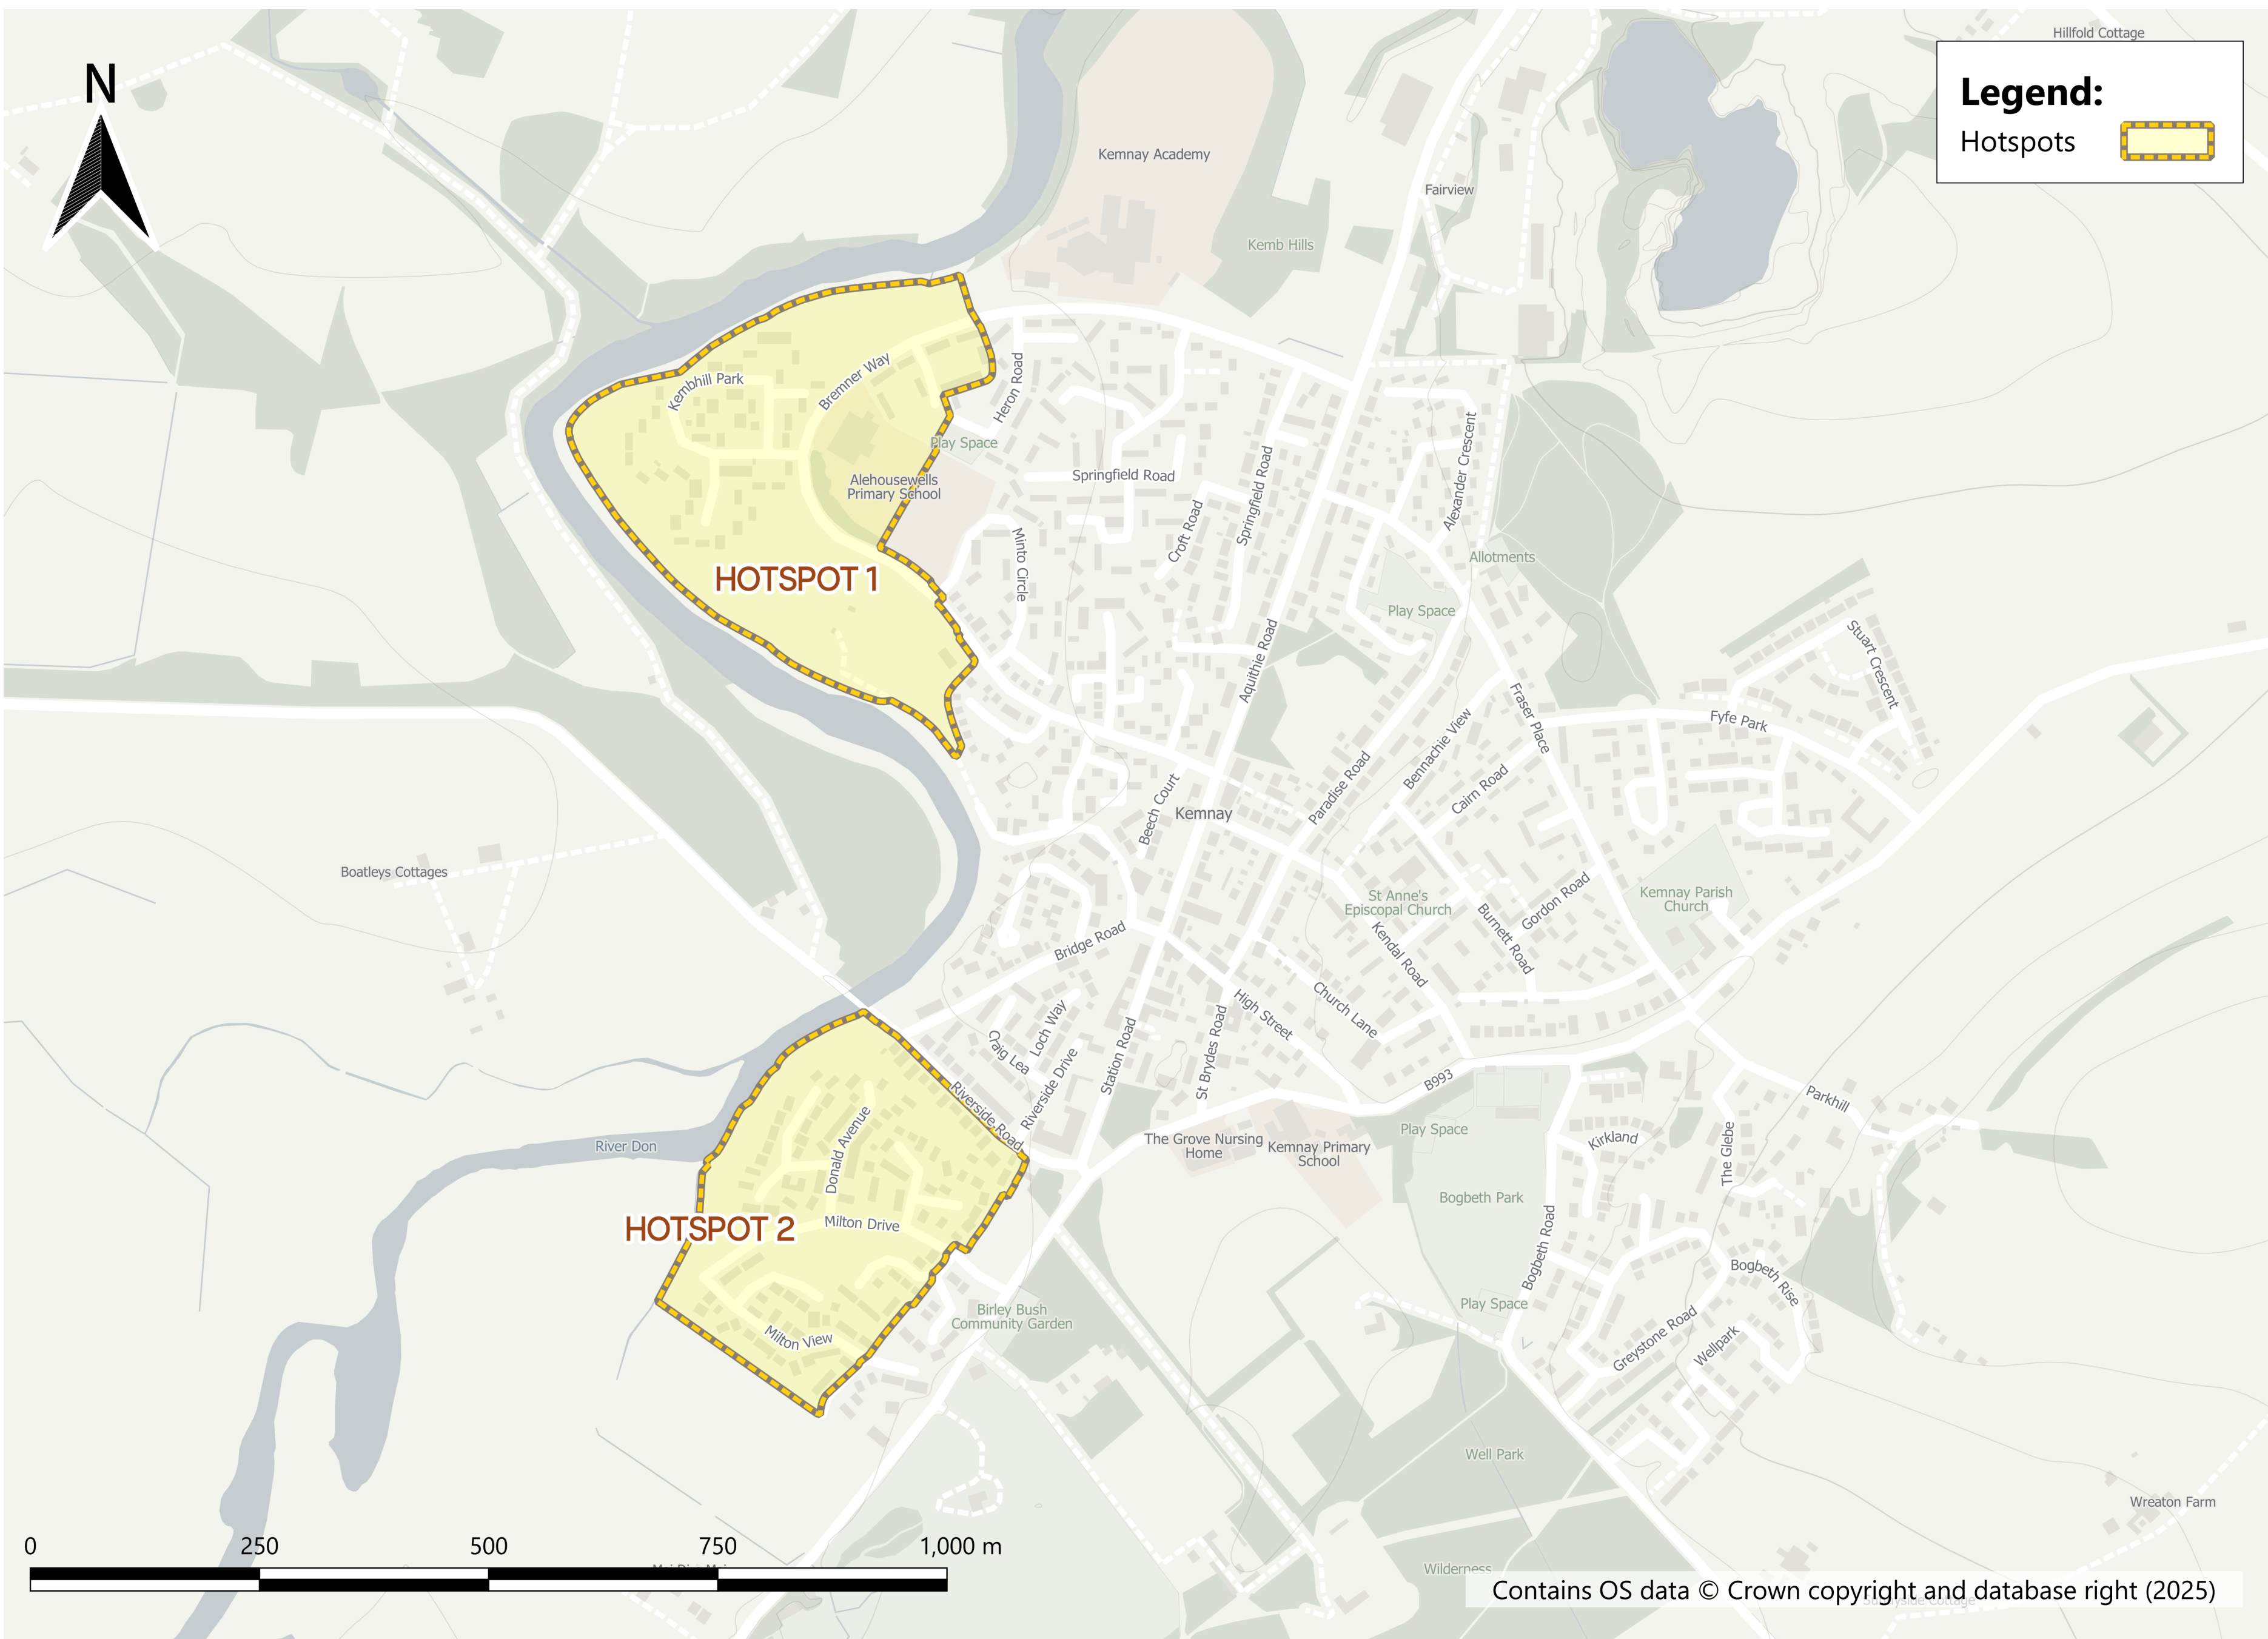 Hillfold Cottage
N
Legend:
Hotspots
Kemnay Academy
Fairview
Kemb Hills
Kembhill Park
Bremner Way
Heron Road
Play Space
Alehousewells
Primary School
Springfield Road
Springfield Road
Croft Road
Alexander Crescent
Minto Circle
Allotments
HOTSPOT 1
Play Space
Aquithie Road
Stuart Crescent
Fraser Place
Fyfe Park
Bennachie View
Paradise Road
Cairn Road
Beech Court
Kemnay
Boatleys Cottages
St Anne's
Episcopal Church
Kemnay Parish
Church
Gordon Road
Burnett Road
Kendal Road
Bridge Road
High Street
Church Lane
Loch Way
Craig Lea
Riverside Drive
Station Road
St Brydes Road
B993
Riverside Road
Parkhill
Play Space
Kirkland
The Glebe
River Don
The Grove Nursing
Home
Kemnay Primary
School
Donald Avenue
Bogbeth Park
HOTSPOT 2
Milton Drive
Bogbeth Road
Bogbeth Rise
Play Space
Birley Bush
Community Garden
Milton View
Greystone Road
Wellpark
Well Park
Wreaton Farm
0 250 500 750 1,000 m
Wilderness
Contains OS data © Crown copyright and database right (2025)